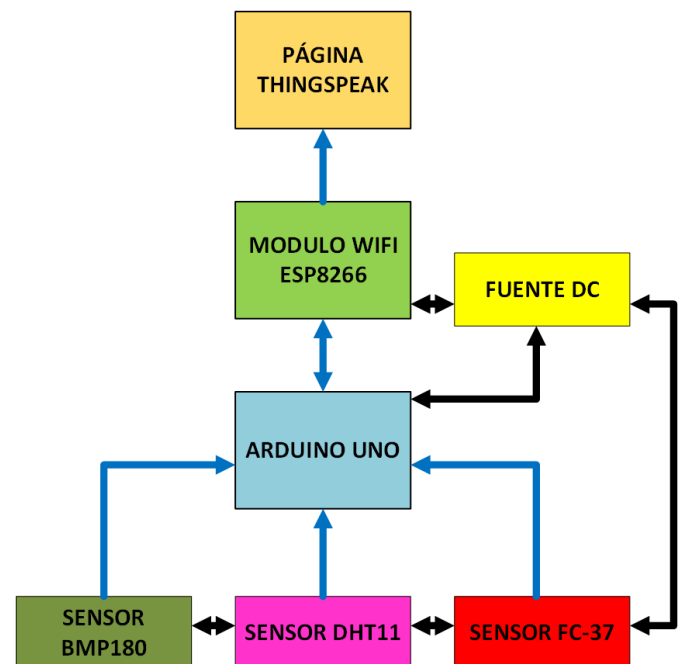 PÁGINA
THINGSPEAK
MODULO WIFI
ESP8266
FUENTE DC
ARDUINO UNO
SENSOR
BMP180
SENSOR DHT11
SENSOR FC-37